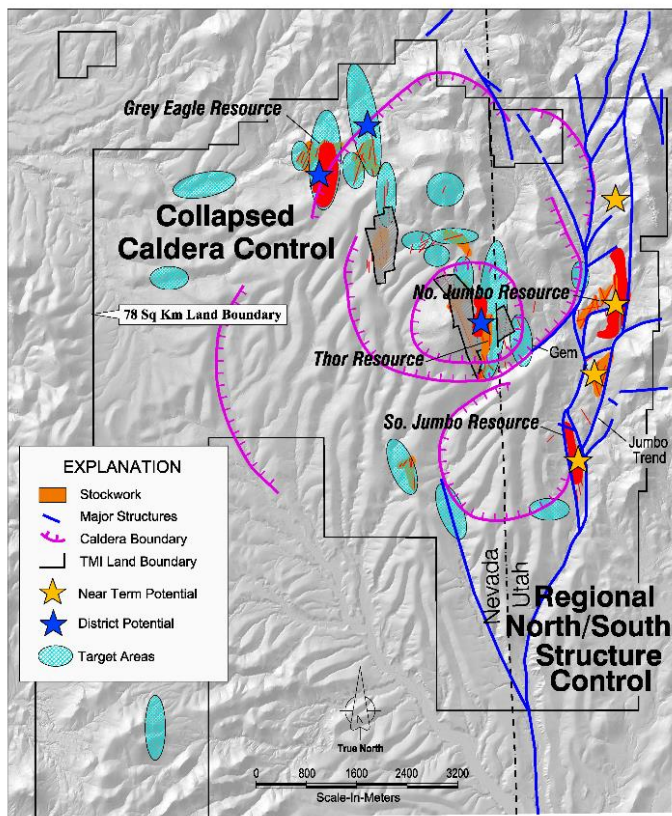 Grey Eagle Resource
Collapsed
Caldera Control
78 Sq Km Land Boundary
No. Jumbo Resource
Thor Resource
Gem
So. Jumbo Resource
Jumbo
Trend
EXPLANATION
Stockwork
Major Structures
Caldera Boundary
TMI Land Boundary
Near Term Potential
District Potential
Target Areas
Nevada
Utah
Regional
North/South
Structure
Control
True North
0 800 1600 2400 3200
Scale-In-Meters